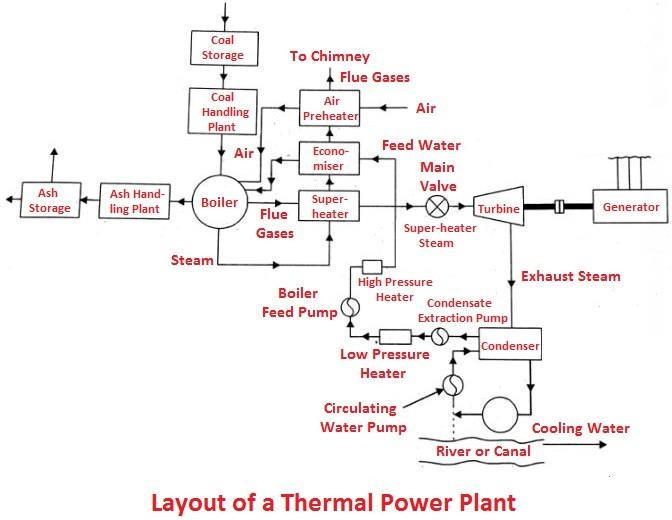 Coal
Storage
To Chimney
Flue Gases
Coal
Handling
Plant
Air
Preheater
Air
Air
Econo-
miser
Feed Water
Main
Valve
Ash
Storage
Ash Hand-
ling Plant
Boiler
Flue
Gases
Super-
heater
Super-heater
Steam
Turbine
Generator
Steam
Exhaust Steam
High Pressure
Heater
Boiler
Feed Pump
Condensate
Extraction Pump
Low Pressure
Heater
Condenser
Circulating
Water Pump
Cooling Water
River or Canal
Layout of a Thermal Power Plant